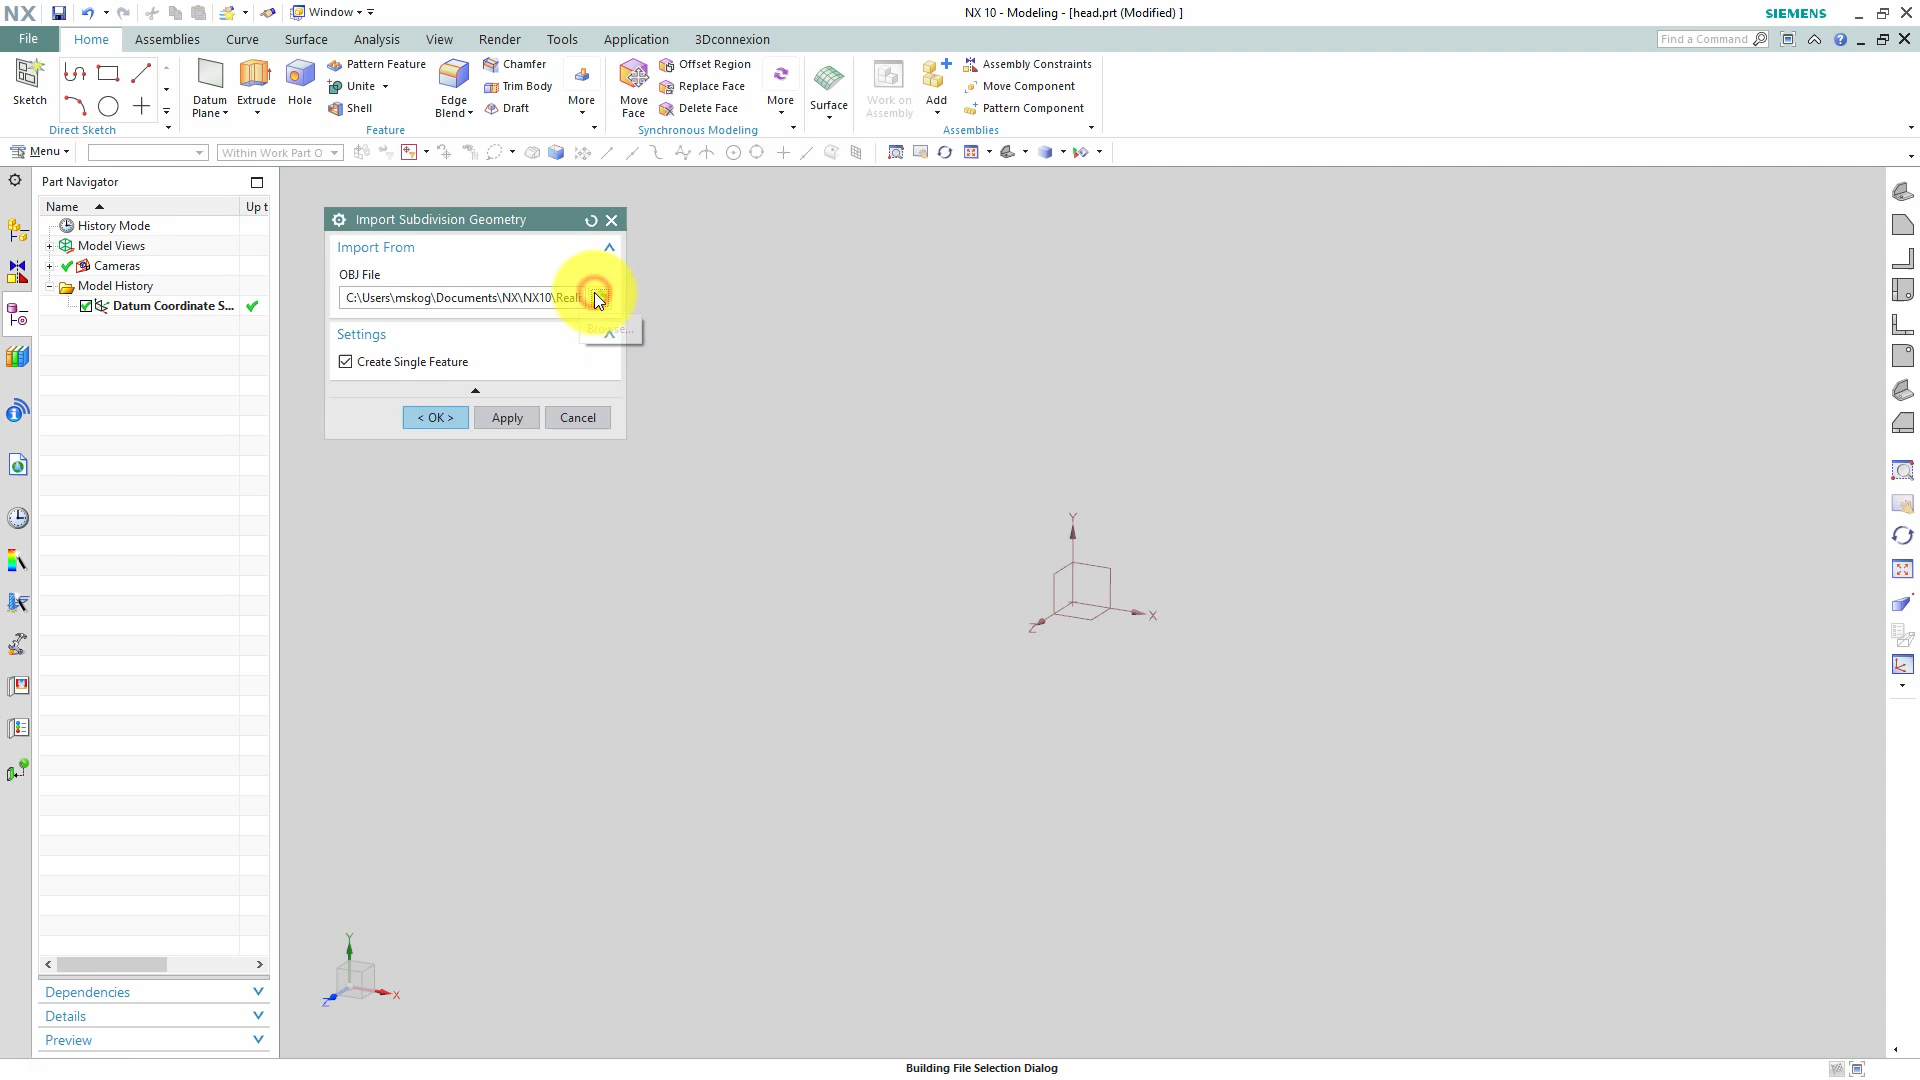 NX
Window
NX 10 - Modeling - [head.prt (Modified) ]
SIEMENS
File
Home
Assemblies
Curve
Surface
Analysis
View
Render
Tools
Application
3Dconnexion
Find a Command
Sketch
Direct Sketch
Datum
Plane
Extrude
Hole
Pattern Feature
Unite
Shell
Edge
Blend
Chamfer
Trim Body
Draft
More
Feature
Move
Face
Offset Region
Replace Face
Delete Face
More
Synchronous Modeling
Surface
Work on
Assembly
Add
Assembly Constraints
Move Component
Pattern Component
Assemblies
Menu
Within Work Part O
Part Navigator
Name
Up t
History Mode
Model Views
Cameras
Model History
Datum Coordinate S...
Import Subdivision Geometry
Import From
OBJ File
C:\Users\mskog\Documents\NX\NX10\Reali
Browse...
Settings
Create Single Feature
< OK >
Apply
Cancel
Y
X
Z
Y
X
Z
Dependencies
Details
Preview
Building File Selection Dialog